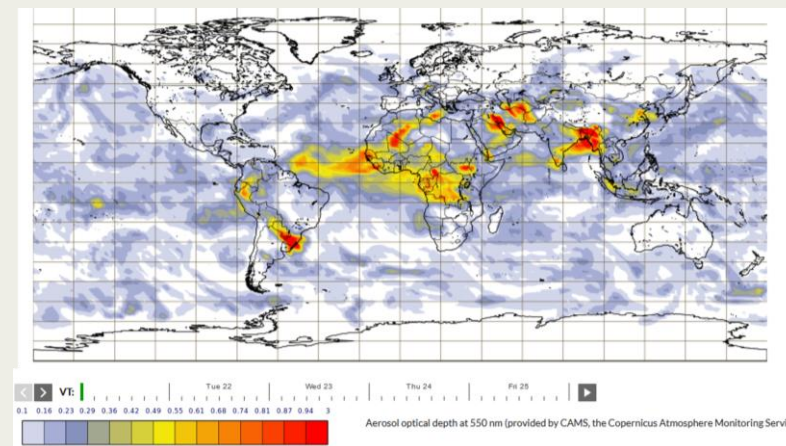 VT:
Tue 22 Wed 23 Thu 24 Fri 25
0.1 0.16 0.23 0.29 0.36 0.42 0.49 0.55 0.61 0.68 0.74 0.81 0.87 0.94 3
Aerosol optical depth at 550 nm (provided by CAMS, the Copernicus Atmosphere Monitoring Servi